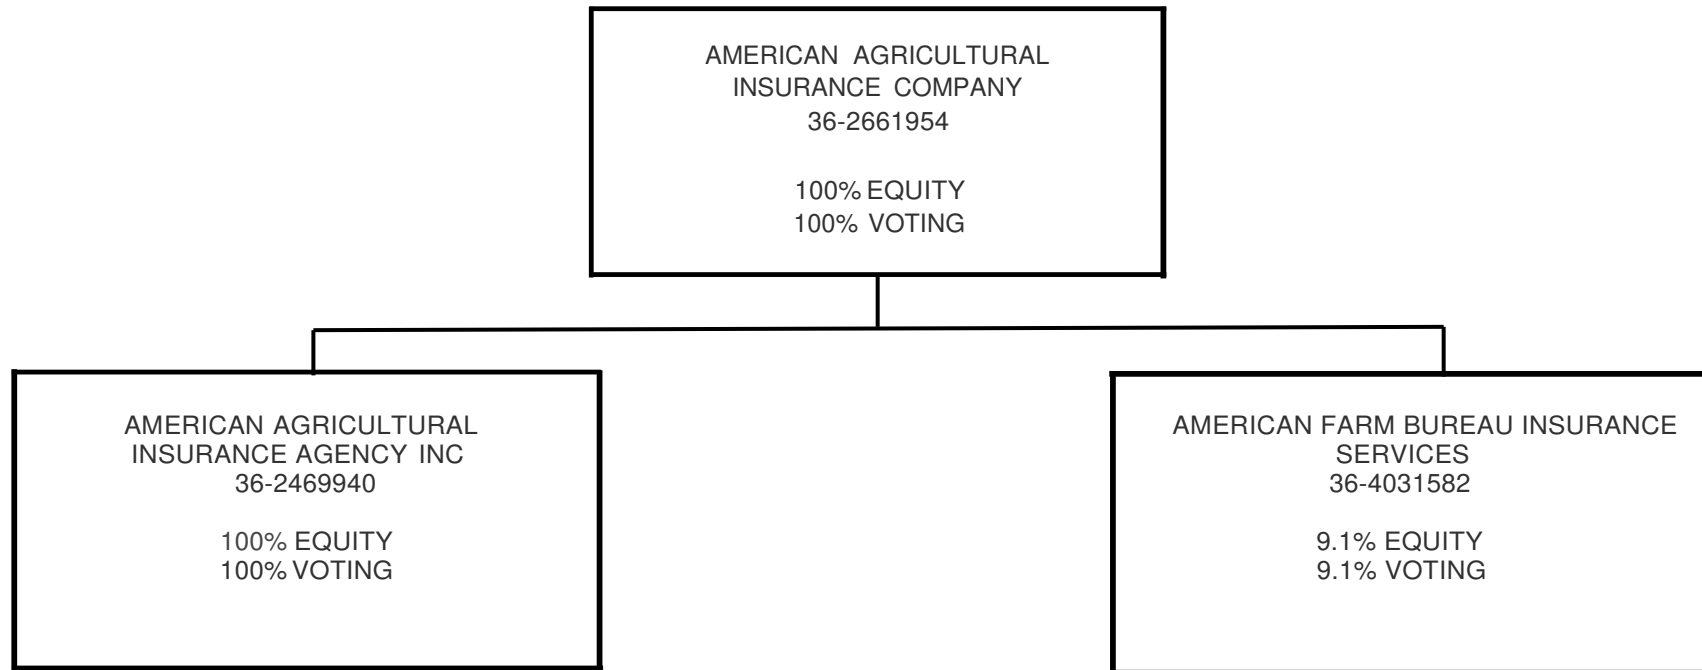 AMERICAN AGRICULTURAL
INSURANCE COMPANY
36-2661954
100% EQUITY
100% VOTING
AMERICAN AGRICULTURAL
INSURANCE AGENCY INC
36-2469940
100% EQUITY
100% VOTING
AMERICAN FARM BUREAU INSURANCE
SERVICES
36-4031582
9.1% EQUITY
9.1% VOTING